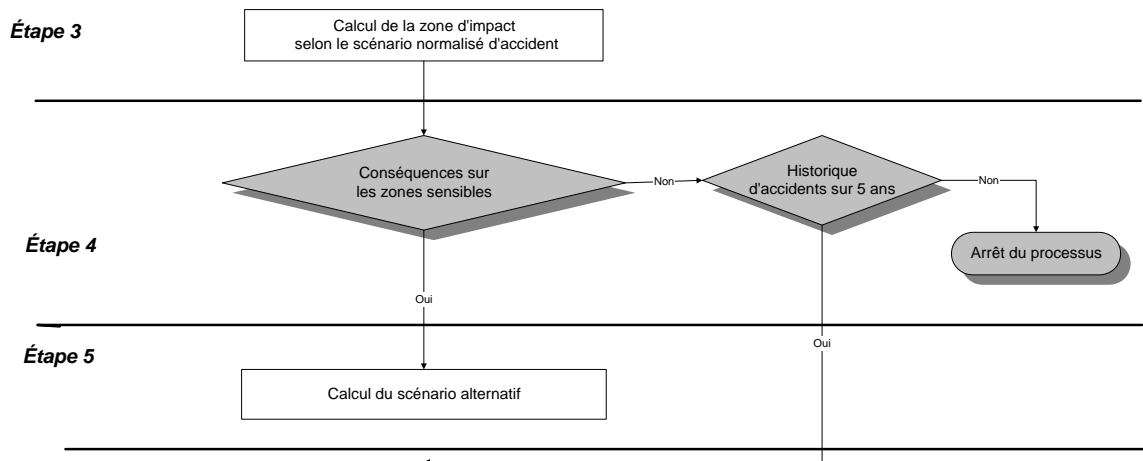 Étape 3
Calcul de la zone d'impact
selon le scénario normalisé d'accident
Conséquences sur
les zones sensibles
Non
Historique
d'accidents sur 5 ans
Non
Étape 4
Arrêt du processus
Oui
Étape 5
Oui
Calcul du scénario alternatif